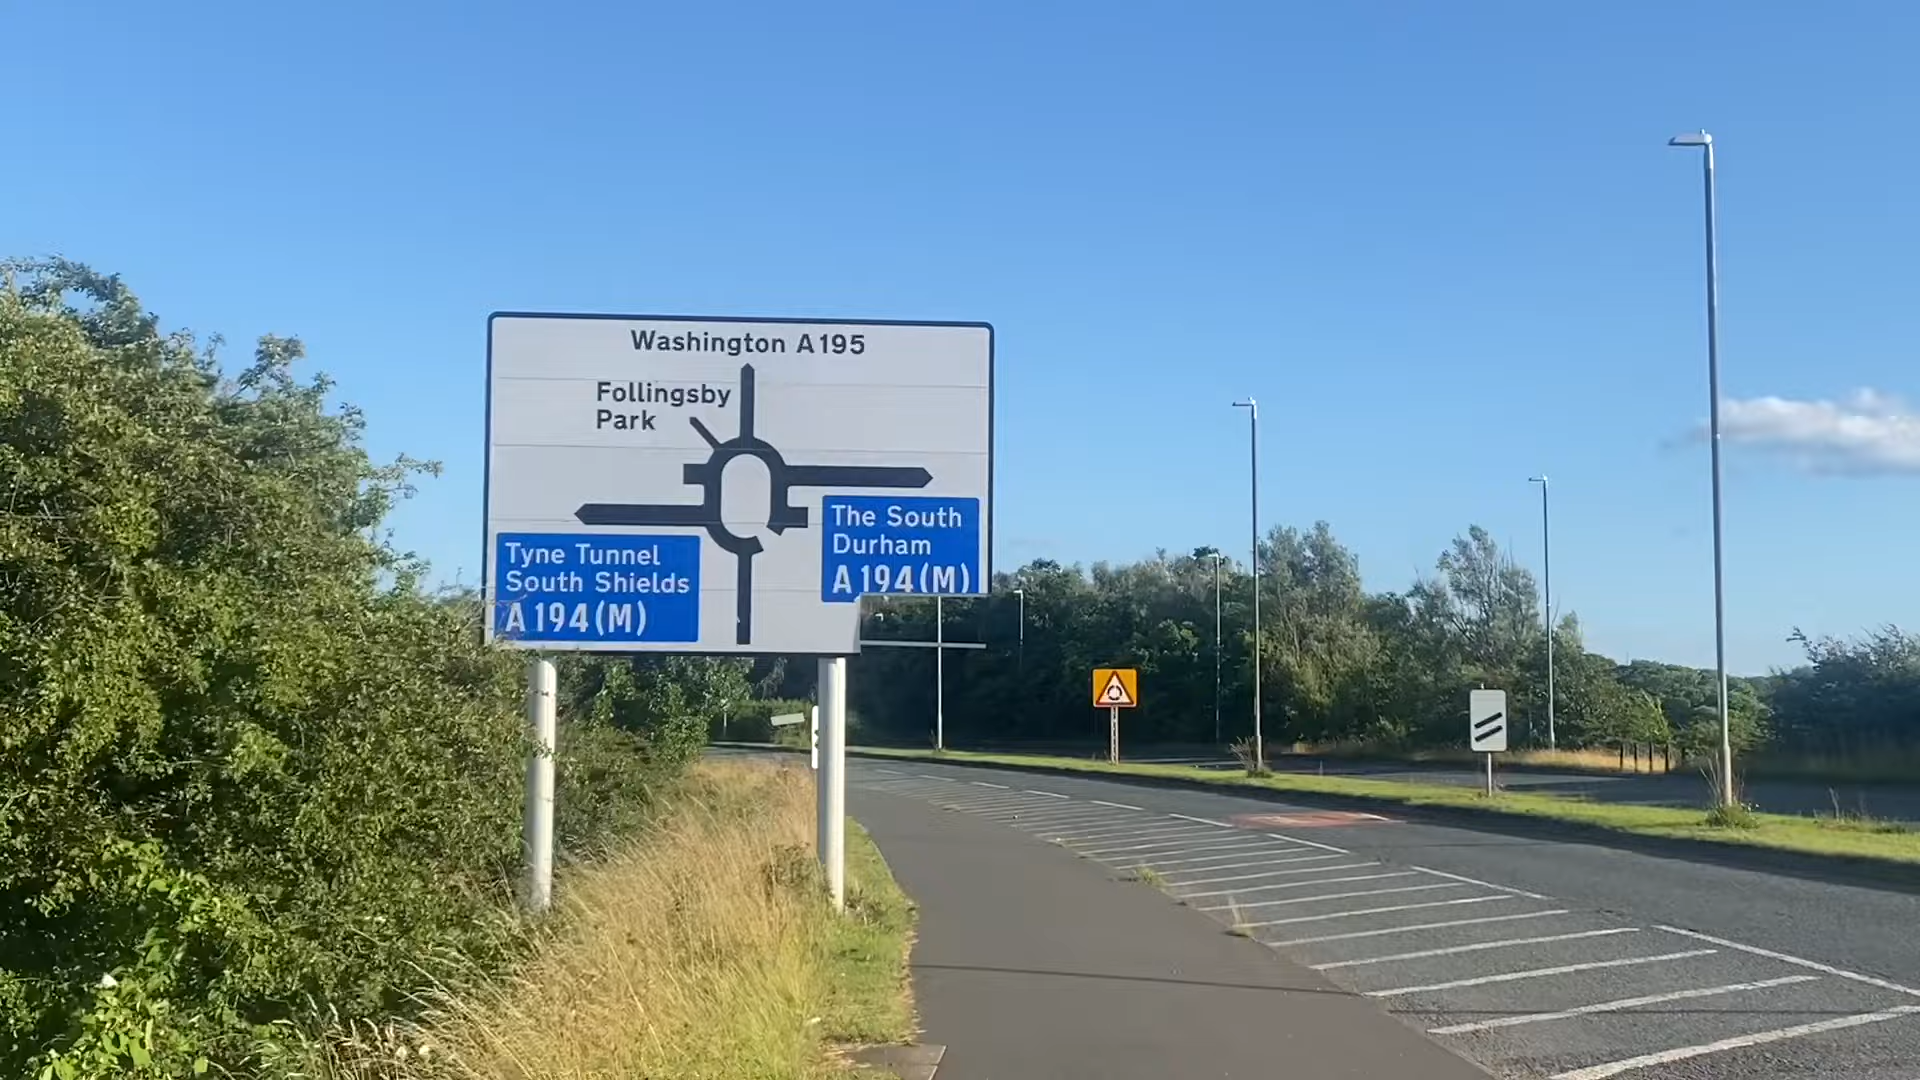 Washington A195
Follingsby
Park
The South
Durham
A194(M)
Tyne Tunnel
South Shields
A194(M)